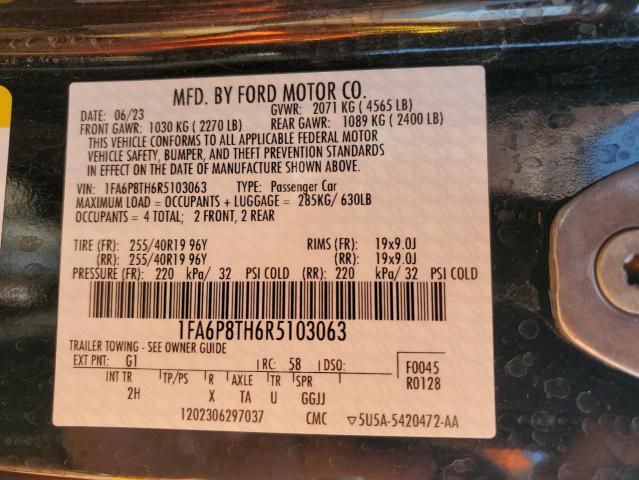 MFD. BY FORD MOTOR CO.
DATE: 06/23 GVWR: 2071 KG ( 4565 LB)
FRONT GAWR: 1030 KG ( 2270 LB) REAR GAWR: 1089 KG ( 2400 LB)
THIS VEHICLE CONFORMS TO ALL APPLICABLE FEDERAL MOTOR
VEHICLE SAFETY, BUMPER, AND THEFT PREVENTION STANDARDS
IN EFFECT ON THE DATE OF MANUFACTURE SHOWN ABOVE.
VIN: 1FA6P8TH6R5103063 TYPE: Passenger Car
MAXIMUM LOAD = OCCUPANTS + LUGGAGE = 285KG/ 630LB
OCCUPANTS = 4 TOTAL; 2 FRONT, 2 REAR
TIRE (FR): 255/40R19 96Y RIMS (FR): 19x9.0J
(RR): 255/40R19 96Y (RR): 19x9.0J
PRESSURE (FR): 220 kPa/ 32 PSI COLD (RR): 220 kPa/ 32 PSI COLD
1FA6P8TH6R5103063
TRAILER TOWING - SEE OWNER GUIDE
EXT PNT: G1 RC: 58 DSO: F0045
INT TR TP/PS R AXLE TR SPR R0128
2H X TA U GGJJ
1202306297037 CMC ▽5U5A-5420472-AA